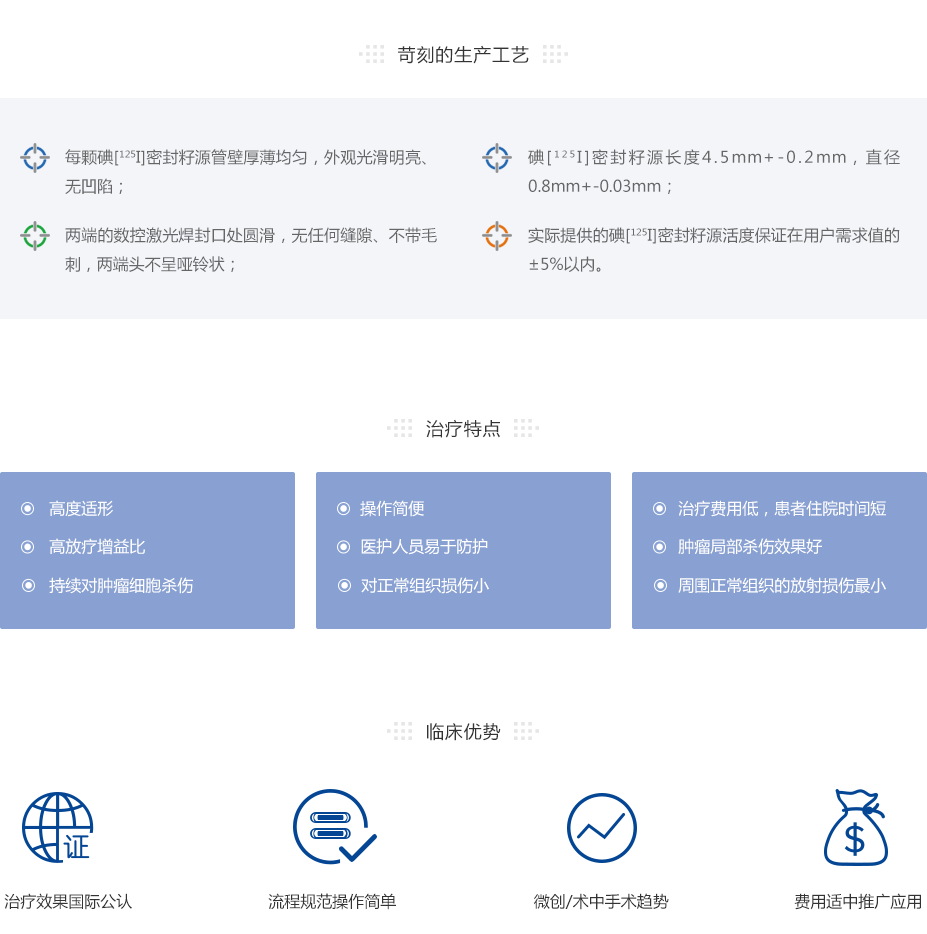 苛刻的生产工艺
每颗碘[¹²⁵I]密封籽源管壁厚薄均匀，外观光滑明亮、
无凹陷；
碘[¹²⁵I]密封籽源长度4.5mm+-0.2mm，直径
0.8mm+-0.03mm；
两端的数控激光焊封口处圆滑，无任何缝隙、不带毛
刺，两端头不呈哑铃状；
实际提供的碘[¹²⁵I]密封籽源活度保证在用户需求值的
±5%以内。
治疗特点
高度适形
高放疗增益比
持续对肿瘤细胞杀伤
操作简便
医护人员易于防护
对正常组织损伤小
治疗费用低，患者住院时间短
肿瘤局部杀伤效果好
周围正常组织的放射损伤最小
临床优势
证
$
治疗效果国际公认
流程规范操作简单
微创/术中手术趋势
费用适中推广应用